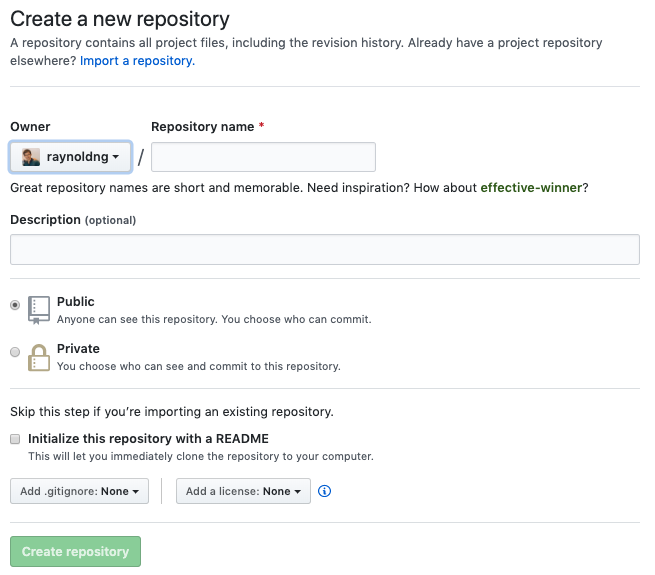 Create a new repository
A repository contains all project files, including the revision history. Already have a project repository
elsewhere? Import a repository.
Owner
Repository name *
raynoldng
/
Great repository names are short and memorable. Need inspiration? How about effective-winner?
Description (optional)
Public
Anyone can see this repository. You choose who can commit.
Private
You choose who can see and commit to this repository.
Skip this step if you’re importing an existing repository.
Initialize this repository with a README
This will let you immediately clone the repository to your computer.
Add .gitignore: None
Add a license: None
Create repository